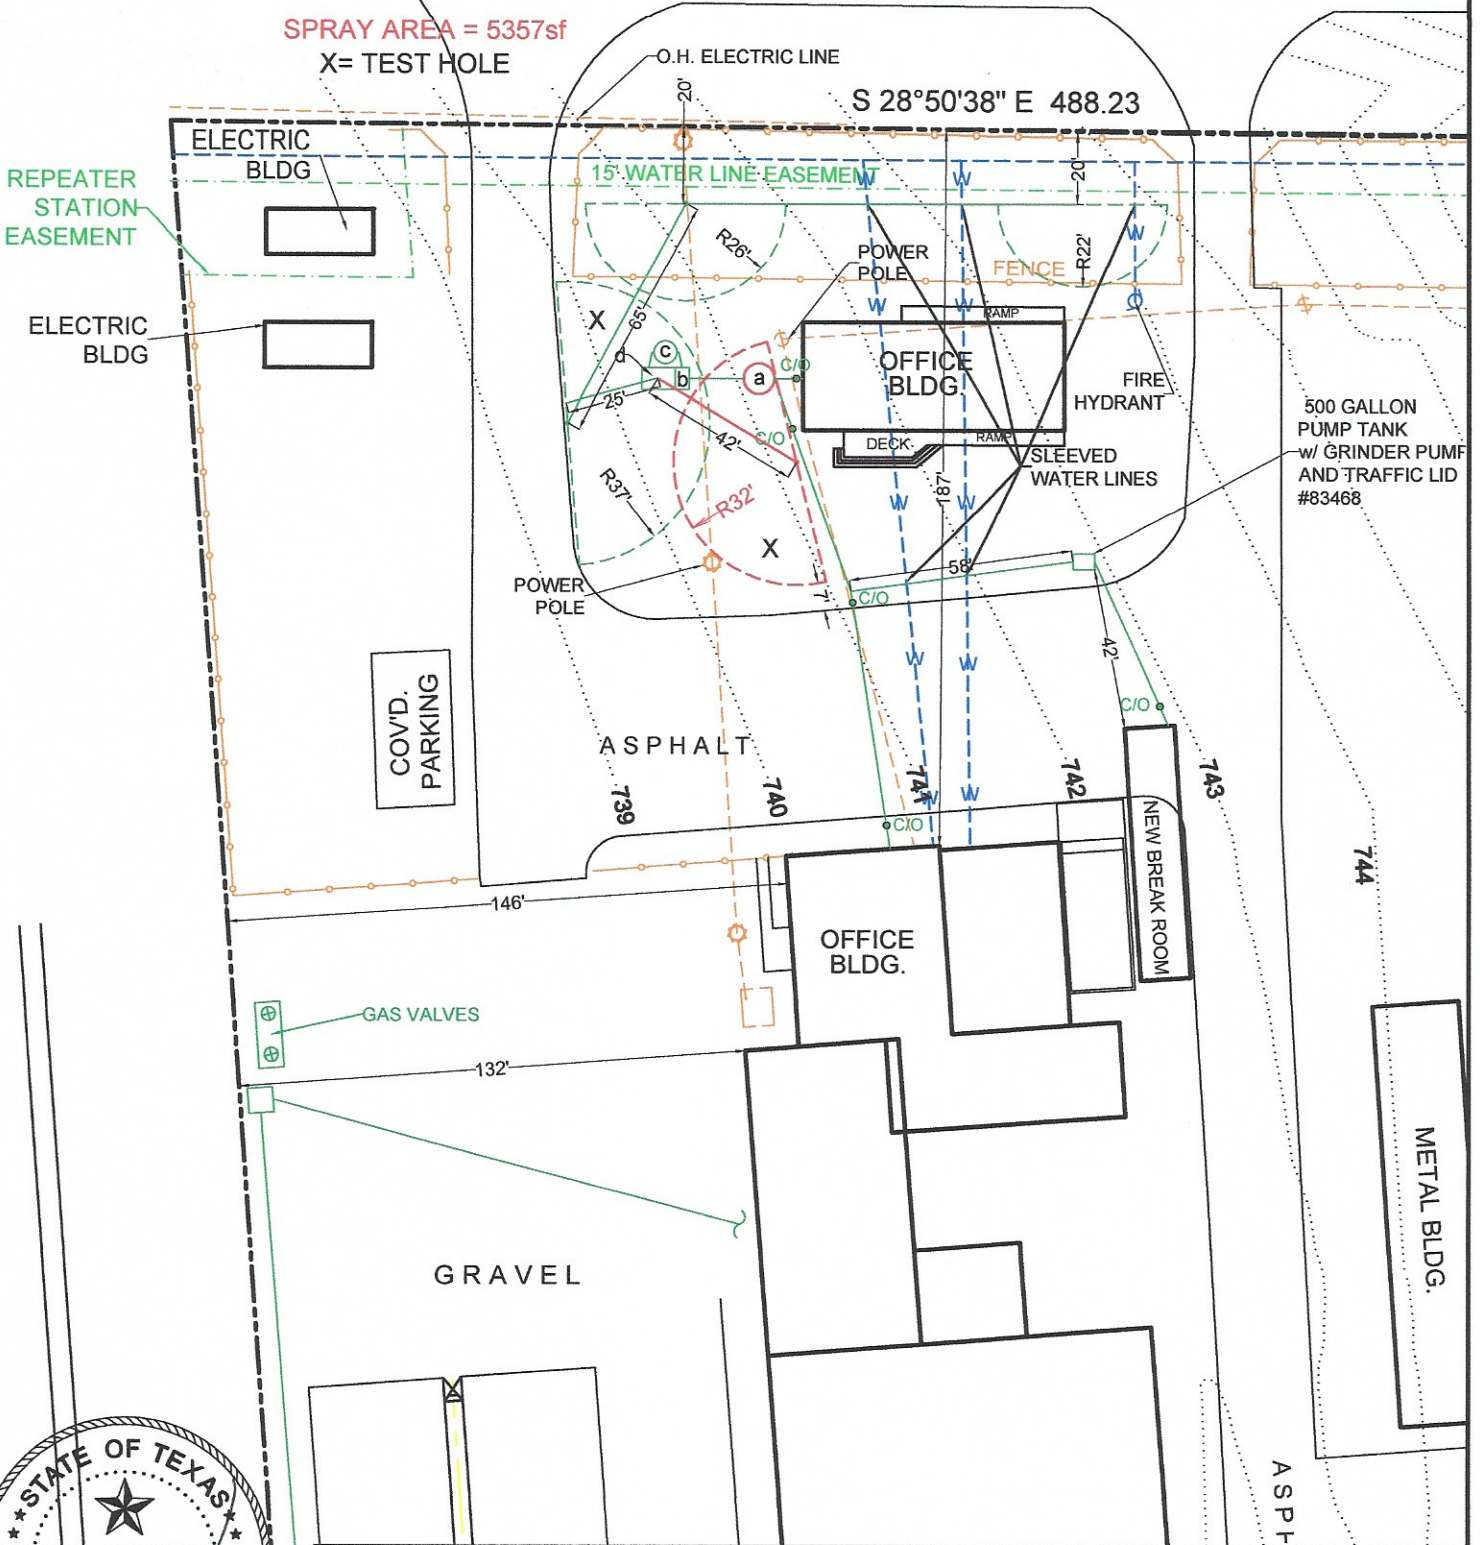 SPRAY AREA = 5357sf
X= TEST HOLE
O.H. ELECTRIC LINE
20'
S 28°50'38" E 488.23
ELECTRIC
BLDG
REPEATER
STATION
EASEMENT
15' WATER LINE EASEMENT
W
W
20'
R26'
POWER
POLE
FENCE
R22'
W
ELECTRIC
BLDG
X
65'
W
W
RAMP
d
c
b
a
C/O
OFFICE
BLDG.
25'
42'
C/O
DECK
RAMP
FIRE
HYDRANT
500 GALLON
PUMP TANK
w/ GRINDER PUMP
AND TRAFFIC LID
#83468
SLEEVED
WATER LINES
R37'
R32'
187'
W
W
X
58'
POWER
POLE
7'
C/O
42'
W
W
C/O
COV'D.
PARKING
ASPHALT
739
740
741
742
743
744
W
W
C/O
NEW BREAK ROOM
146'
OFFICE
BLDG.
GAS VALVES
132'
METAL BLDG.
GRAVEL
STATE OF TEXAS
ASPH